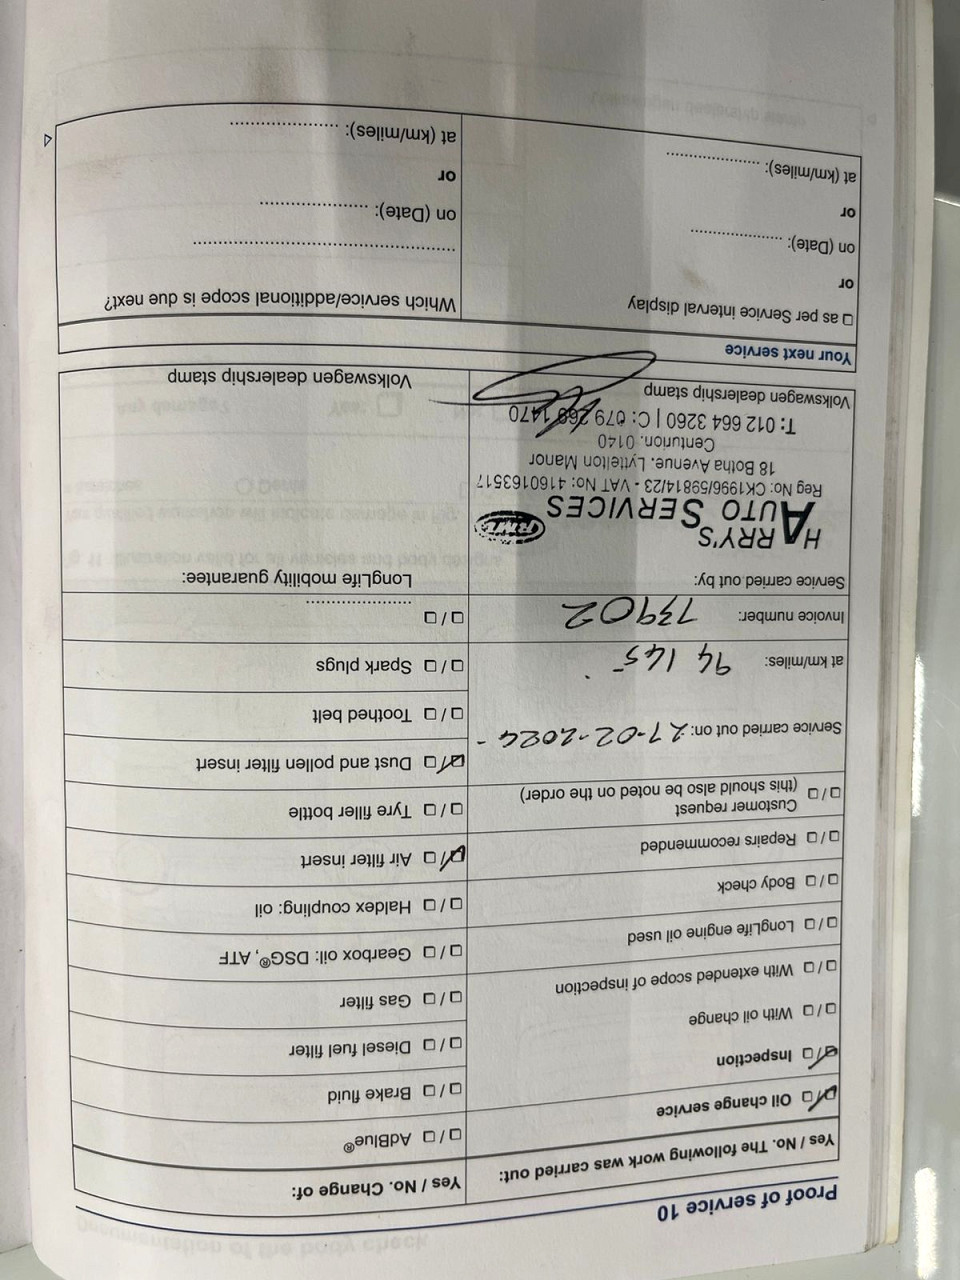 Proof of service 10
Yes / No. The following work was carried out:
Oil change service
Inspection
With oil change
With extended scope of inspection
LongLife engine oil used
Body check
Repairs recommended
Customer request
(this should also be noted on the order)
Service carried out on: 27-02-2024 -
at km/miles: 94 145
Invoice number: 73902
Service carried out by:
HARRY'S
AUTO SERVICES
RMI
Reg No: CK1996/59814/23 - VAT No: 4160163517
18 Botha Avenue. Lyttelton Manor
Centurion. 0140
T: 012 664 3260 | C: 079 269 1470
Volkswagen dealership stamp
Yes / No. Change of:
AdBlue®
Brake fluid
Diesel fuel filter
Gas filter
Gearbox oil: DSG®, ATF
Haldex coupling: oil
Air filter insert
Tyre filler bottle
Dust and pollen filter insert
Toothed belt
Spark plugs
LongLife mobility guarantee:
Volkswagen dealership stamp
Your next service
as per Service interval display
or
on (Date):
or
at (km/miles):
Which service/additional scope is due next?
on (Date):
or
at (km/miles):